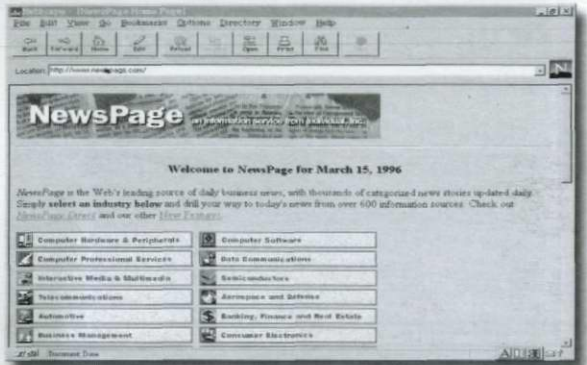 Netscape - [NewsPage Home Page]
File Edit View Go Bookmarks Options Directory Window Help
Back Forward Home Edit Reload Open Print Find
Location: http://www.newspage.com/
N
NewsPage an information service from Individual, Inc.
Welcome to NewsPage for March 15, 1996
NewsPage is the Web's leading source of daily business news, with thousands of categorized news stories updated daily.
Simply select an industry below and drill your way to today's news from over 600 information sources. Check out
NewsPage Direct and our other New Features.
Computer Hardware & Peripherals Computer Software
Computer Professional Services Data Communications
Interactive Media & Multimedia Semiconductors
Telecommunications Aerospace and Defense
Automotive Banking, Finance and Real Estate
Business Management Consumer Electronics
Document: Done